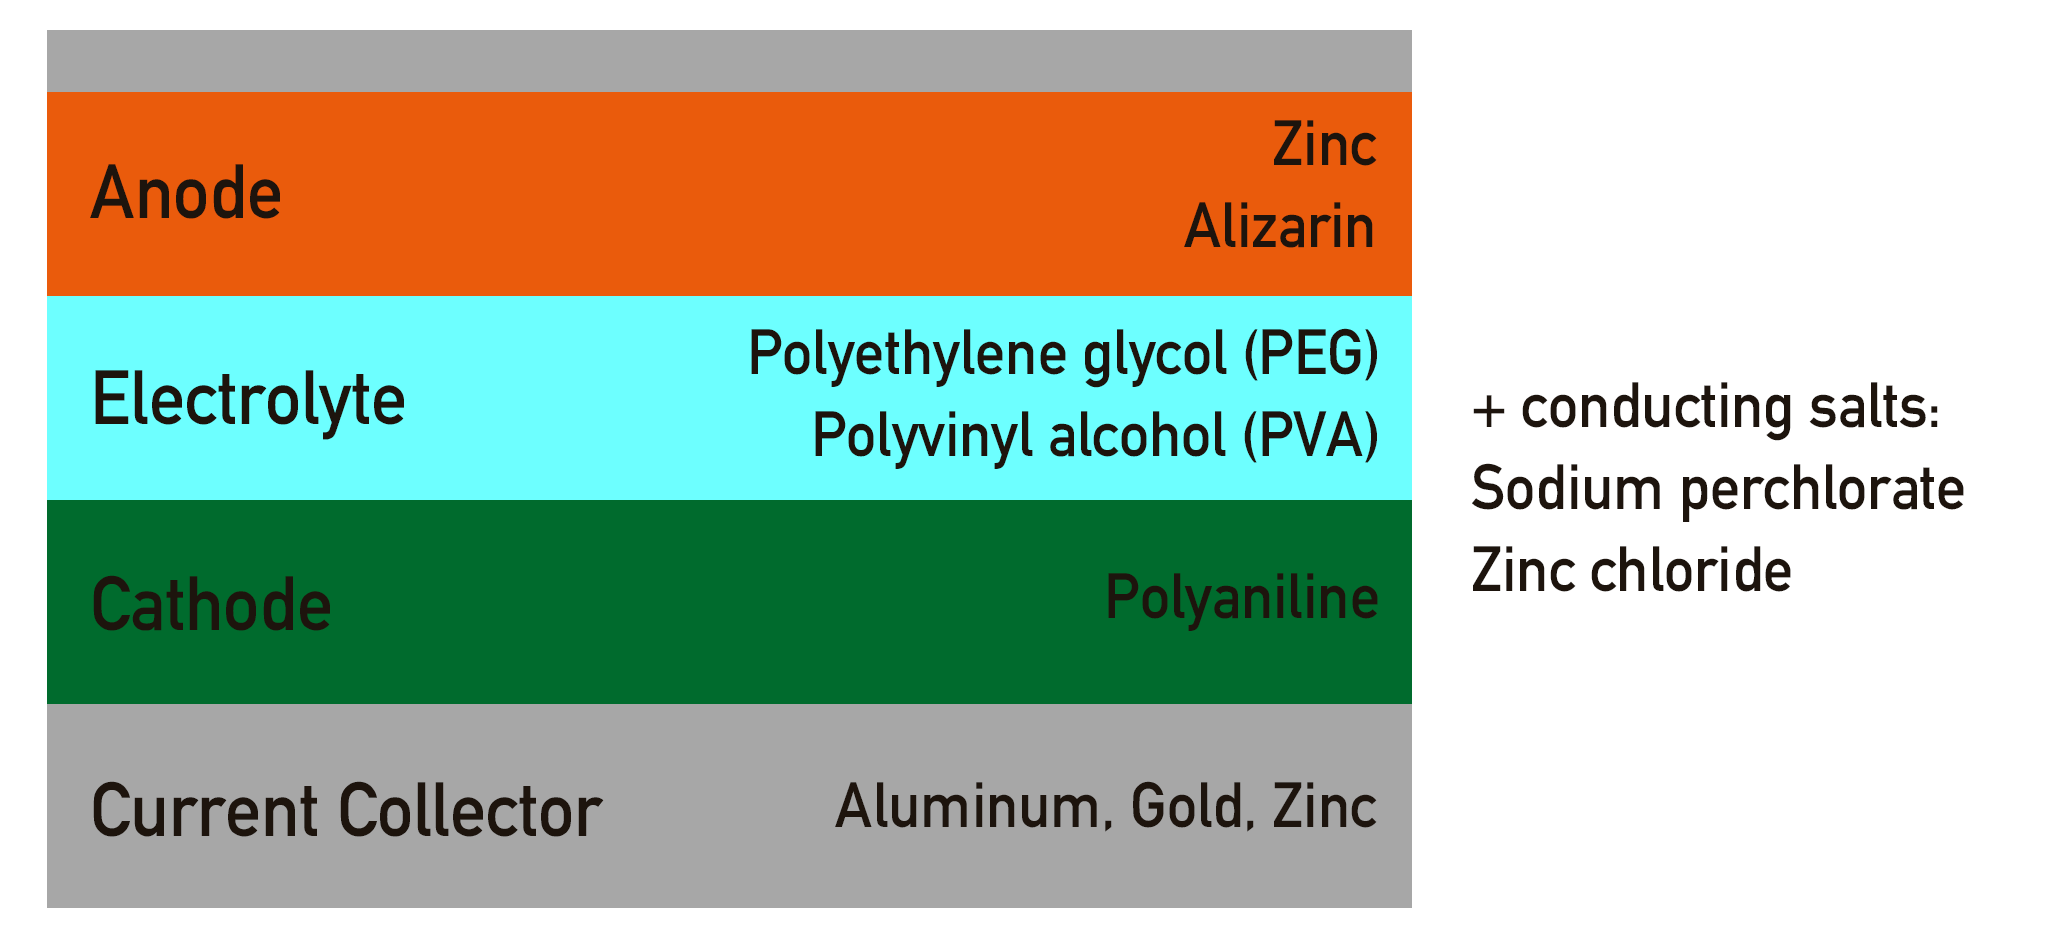 Anode
Zinc
Alizarin
Electrolyte
Polyethylene glycol (PEG)
Polyvinyl alcohol (PVA)
+ conducting salts:
Sodium perchlorate
Zinc chloride
Cathode
Polyaniline
Current Collector
Aluminum, Gold, Zinc